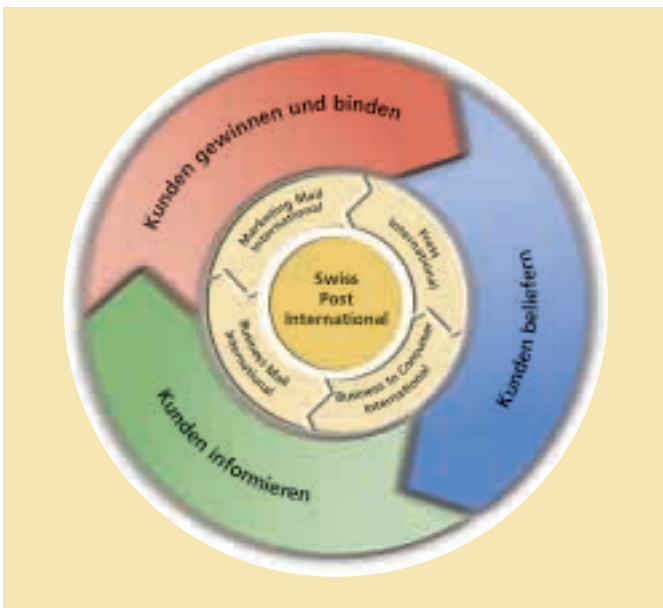 Kunden gewinnen und binden
Kunden beliefern
Kunden informieren
Marketing Mail
International
Press
International
Business To Consumer
International
Business Mail
International
Swiss
Post
International